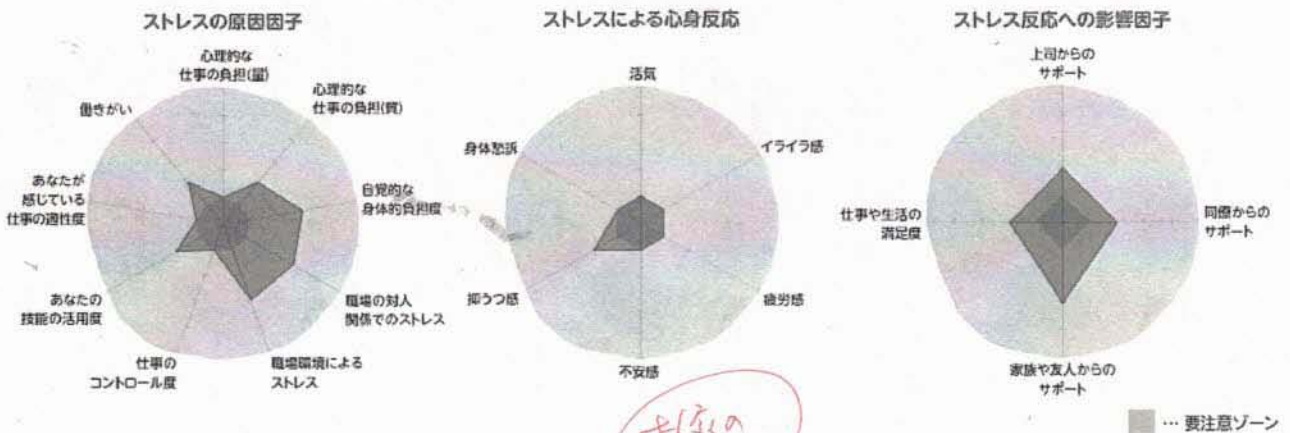 ストレスの原因因子
心理的な
仕事の負担(量)
心理的な
仕事の負担(質)
自覚的な
身体的負担度
職場の対人
関係でのストレス
職場環境による
ストレス
仕事の
コントロール度
あなたの
技能の活用度
あなたが
感じている
仕事の適性度
働きがい
ストレスによる心身反応
活気
イライラ感
疲労感
不安感
抑うつ感
身体愁訴
ストレス反応への影響因子
上司からの
サポート
同僚からの
サポート
家族や友人からの
サポート
仕事や生活の
満足度
… 要注意ゾーン